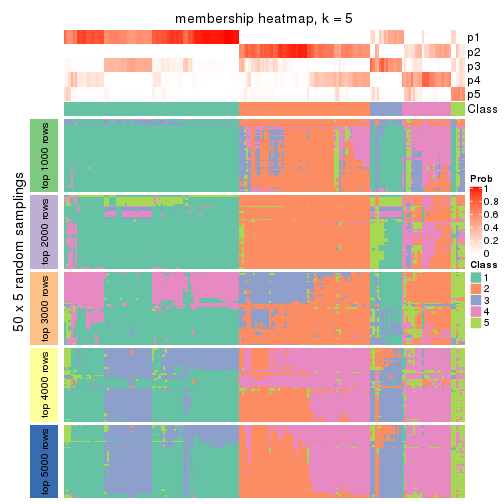 membership heatmap, k = 5
p1
p2
p3
p4
p5
Class
50 x 5 random samplings
top 1000 rows
top 2000 rows
top 3000 rows
top 4000 rows
top 5000 rows
Prob
1
0.8
0.6
0.4
0.2
0
Class
1
2
3
4
5